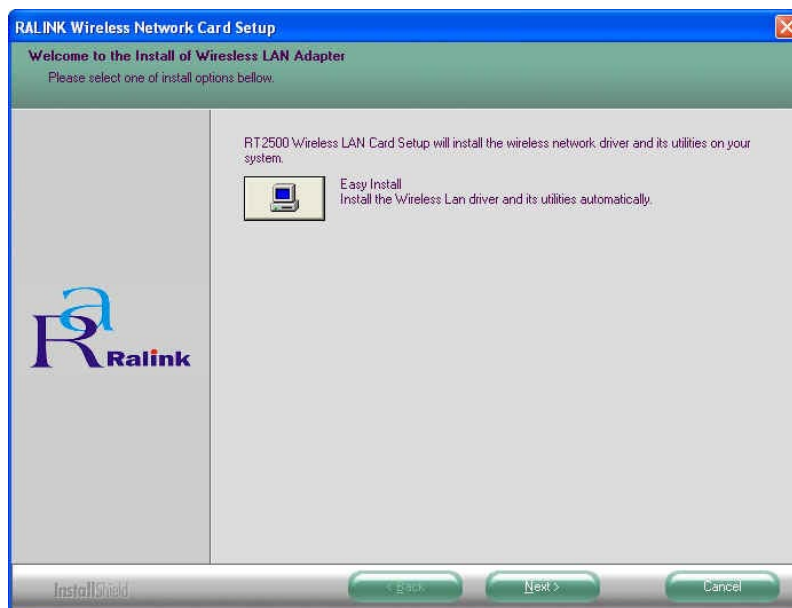 RALINK Wireless Network Card Setup
Welcome to the Install of Wiresless LAN Adapter
Please select one of install options bellow.
RT2500 Wireless LAN Card Setup will install the wireless network driver and its utilities on your
system.
Easy Install
Install the Wireless Lan driver and its utilities automatically.
Ra
Ralink
InstallShield
< Back
Next >
Cancel